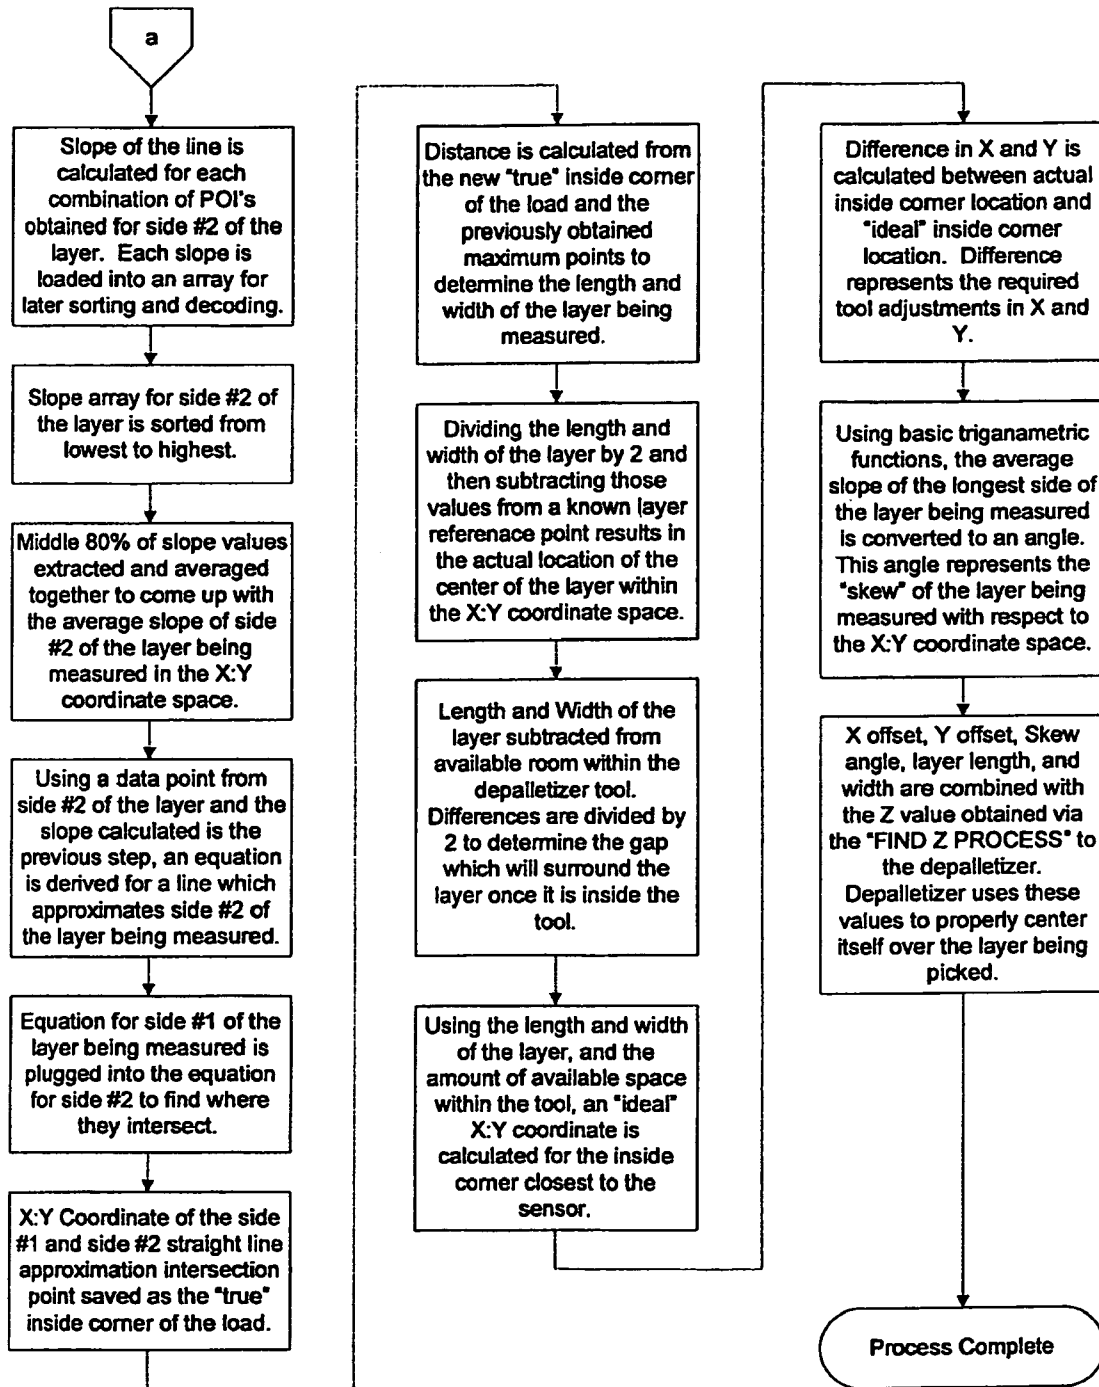 a
Slope of the line is
calculated for each
combination of POI's
obtained for side #2 of the
layer. Each slope is
loaded into an array for
later sorting and decoding.
Slope array for side #2 of
the layer is sorted from
lowest to highest.
Middle 80% of slope values
extracted and averaged
together to come up with
the average slope of side
#2 of the layer being
measured in the X:Y
coordinate space.
Using a data point from
side #2 of the layer and the
slope calculated is the
previous step, an equation
is derived for a line which
approximates side #2 of
the layer being measured.
Equation for side #1 of the
layer being measured is
plugged into the equation
for side #2 to find where
they intersect.
X:Y Coordinate of the side
#1 and side #2 straight line
approximation intersection
point saved as the "true"
inside corner of the load.
Distance is calculated from
the new "true" inside corner
of the load and the
previously obtained
maximum points to
determine the length and
width of the layer being
measured.
Dividing the length and
width of the layer by 2 and
then subtracting those
values from a known layer
referenace point results in
the actual location of the
center of the layer within
the X:Y coordinate space.
Length and Width of the
layer subtracted from
available room within the
depalletizer tool.
Differences are divided by
2 to determine the gap
which will surround the
layer once it is inside the
tool.
Using the length and width
of the layer, and the
amount of available space
within the tool, an "ideal"
X:Y coordinate is
calculated for the inside
corner closest to the
sensor.
Difference in X and Y is
calculated between actual
inside corner location and
"ideal" inside corner
location. Difference
represents the required
tool adjustments in X and
Y.
Using basic triganametric
functions, the average
slope of the longest side of
the layer being measured
is converted to an angle.
This angle represents the
"skew" of the layer being
measured with respect to
the X:Y coordinate space.
X offset, Y offset, Skew
angle, layer length, and
width are combined with
the Z value obtained via
the "FIND Z PROCESS" to
the depalletizer.
Depalletizer uses these
values to properly center
itself over the layer being
picked.
Process Complete